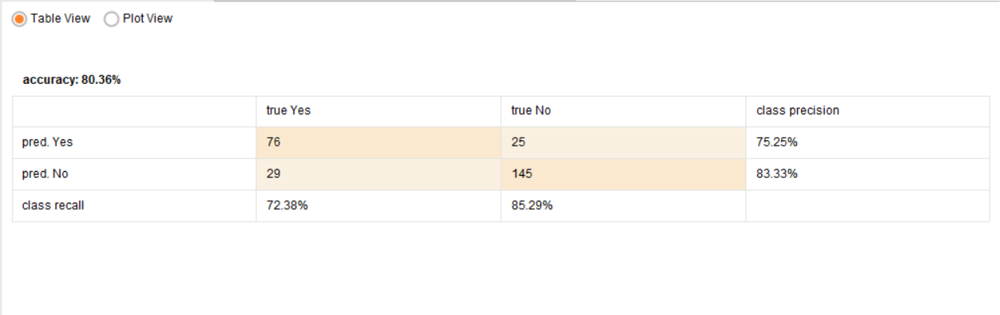 Table View Plot View
accuracy: 80.36%
true Yes true No class precision
pred. Yes 76 25 75.25%
pred. No 29 145 83.33%
class recall 72.38% 85.29%